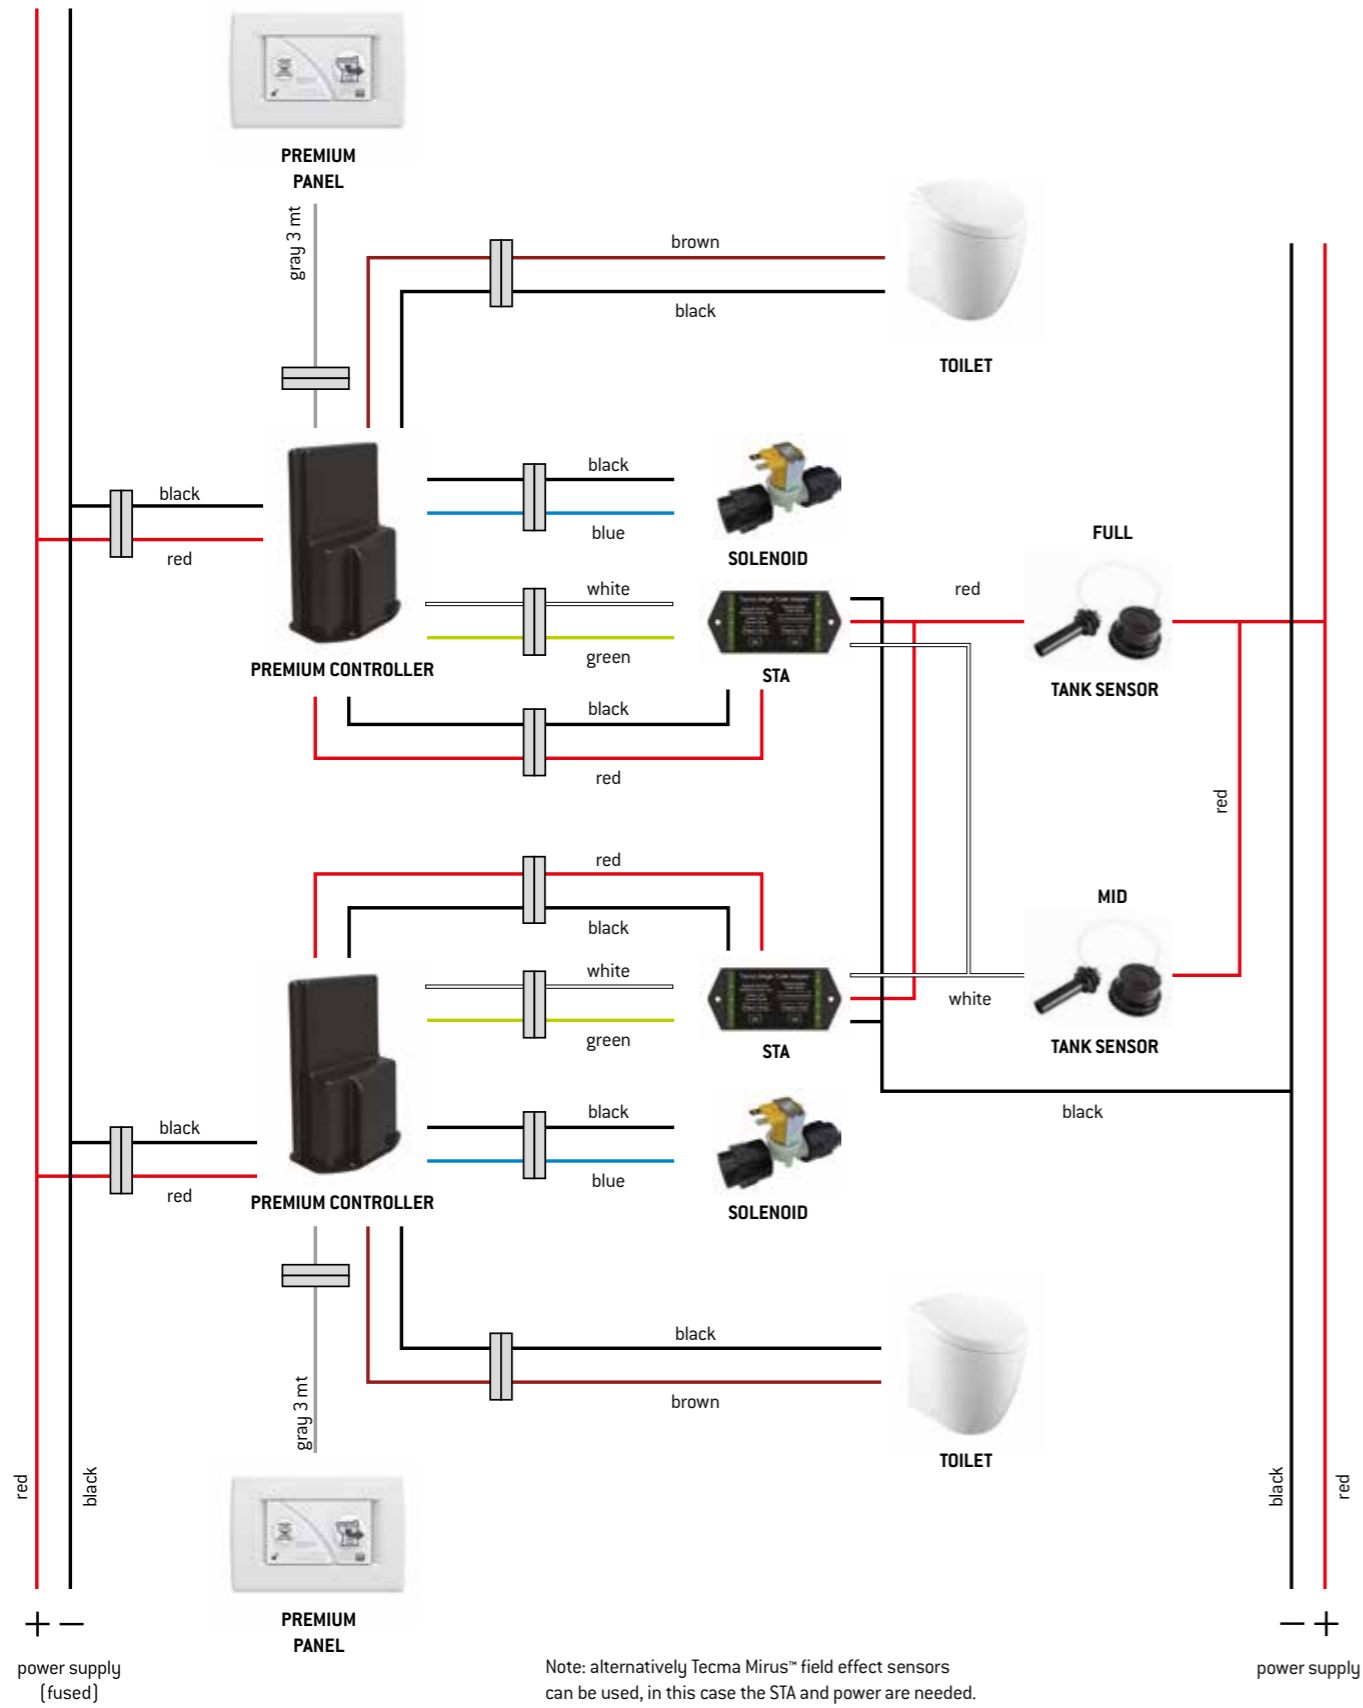 PREMIUM
PANEL
gray 3 mt
brown
black
TOILET
black
red
black
blue
SOLENOID
FULL
white
green
red
PREMIUM CONTROLLER
STA
TANK SENSOR
black
red
red
red
black
MID
white
green
white
STA
TANK SENSOR
black
black
red
black
blue
PREMIUM CONTROLLER
SOLENOID
gray 3 mt
black
brown
TOILET
red
black
black
red
PREMIUM
PANEL
+ −
− +
power supply
(fused)
power supply
Note: alternatively Tecma Mirus™ field effect sensors
can be used, in this case the STA and power are needed.